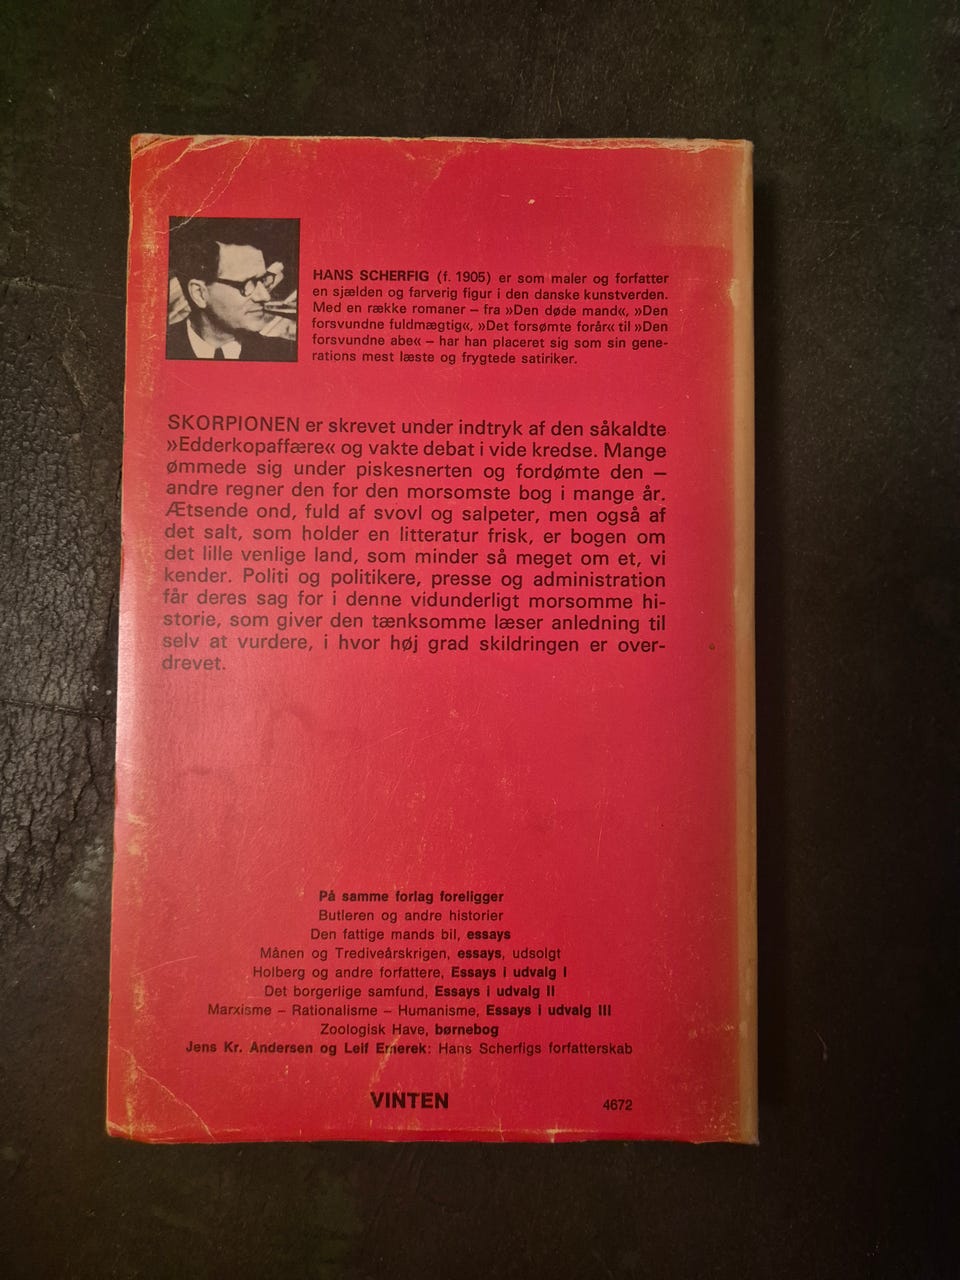 HANS SCHERFIG (f. 1905) er som maler og forfatter
en sjælden og farverig figur i den danske kunstverden.
Med en række romaner – fra »Den døde mand«, »Den
forsvundne fuldmægtig«, »Det forsømte forår« til »Den
forsvundne abe« – har han placeret sig som sin gene-
rations mest læste og frygtede satiriker.
SKORPIONEN er skrevet under indtryk af den såkaldte
»Edderkopaffære« og vakte debat i vide kredse. Mange
ømmede sig under piskesnerten og fordømte den –
andre regner den for den morsomste bog i mange år.
Ætsende ond, fuld af svovl og salpeter, men også af
det salt, som holder en litteratur frisk, er bogen om
det lille venlige land, som minder så meget om et, vi
kender. Politi og politikere, presse og administration
får deres sag for i denne vidunderligt morsomme hi-
storie, som giver den tænksomme læser anledning til
selv at vurdere, i hvor høj grad skildringen er over-
drevet.
På samme forlag foreligger
Butleren og andre historier
Den fattige mands bil, essays
Månen og Trediveårskrigen, essays, udsolgt
Holberg og andre forfattere, Essays i udvalg I
Det borgerlige samfund, Essays i udvalg II
Marxisme – Rationalisme – Humanisme, Essays i udvalg III
Zoologisk Have, børnebog
Jens Kr. Andersen og Leif Emerek: Hans Scherfigs forfatterskab
VINTEN
4672